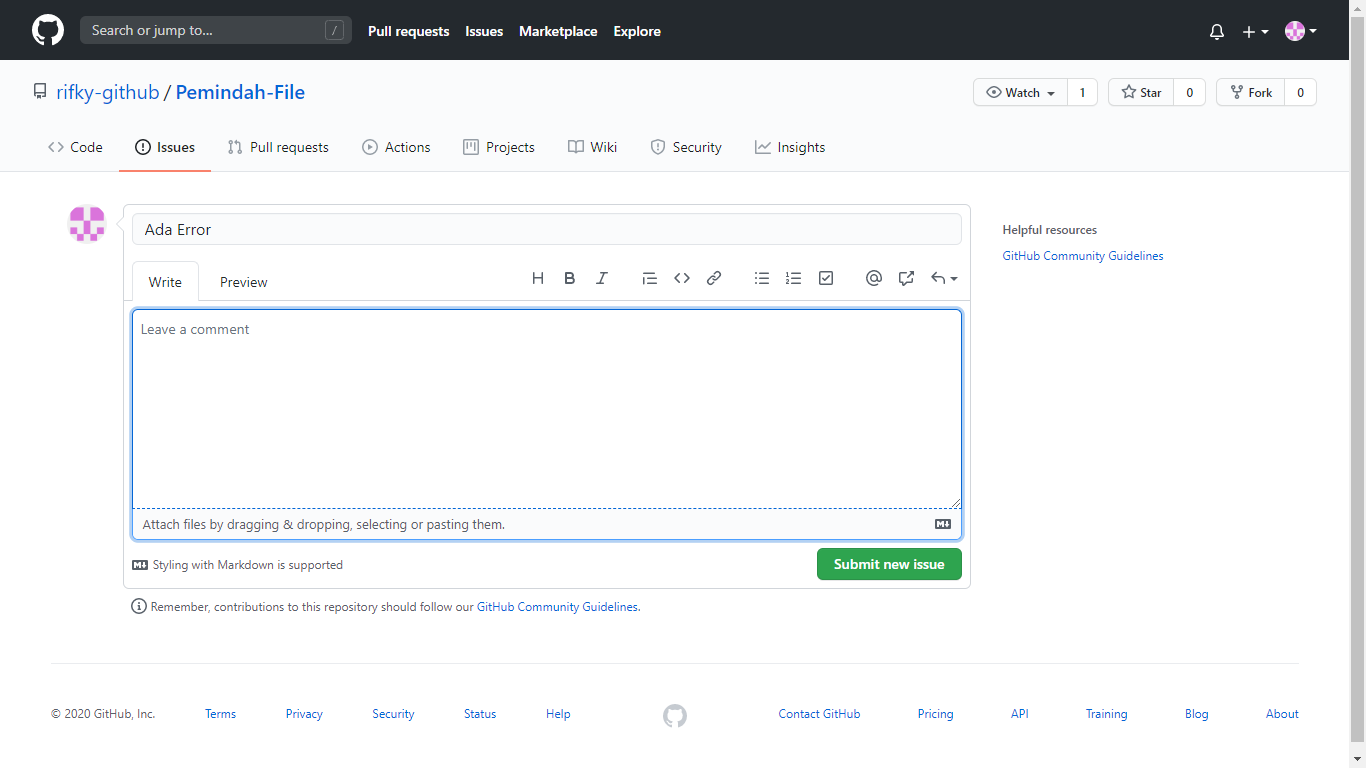 Search or jump to... / Pull requests Issues Marketplace Explore
rifky-github / Pemindah-File Watch 1 Star 0 Fork 0
Code Issues Pull requests Actions Projects Wiki Security Insights
Ada Error
Helpful resources
GitHub Community Guidelines
Write Preview
Leave a comment
Attach files by dragging & dropping, selecting or pasting them.
Styling with Markdown is supported Submit new issue
Remember, contributions to this repository should follow our GitHub Community Guidelines.
© 2020 GitHub, Inc. Terms Privacy Security Status Help Contact GitHub Pricing API Training Blog About